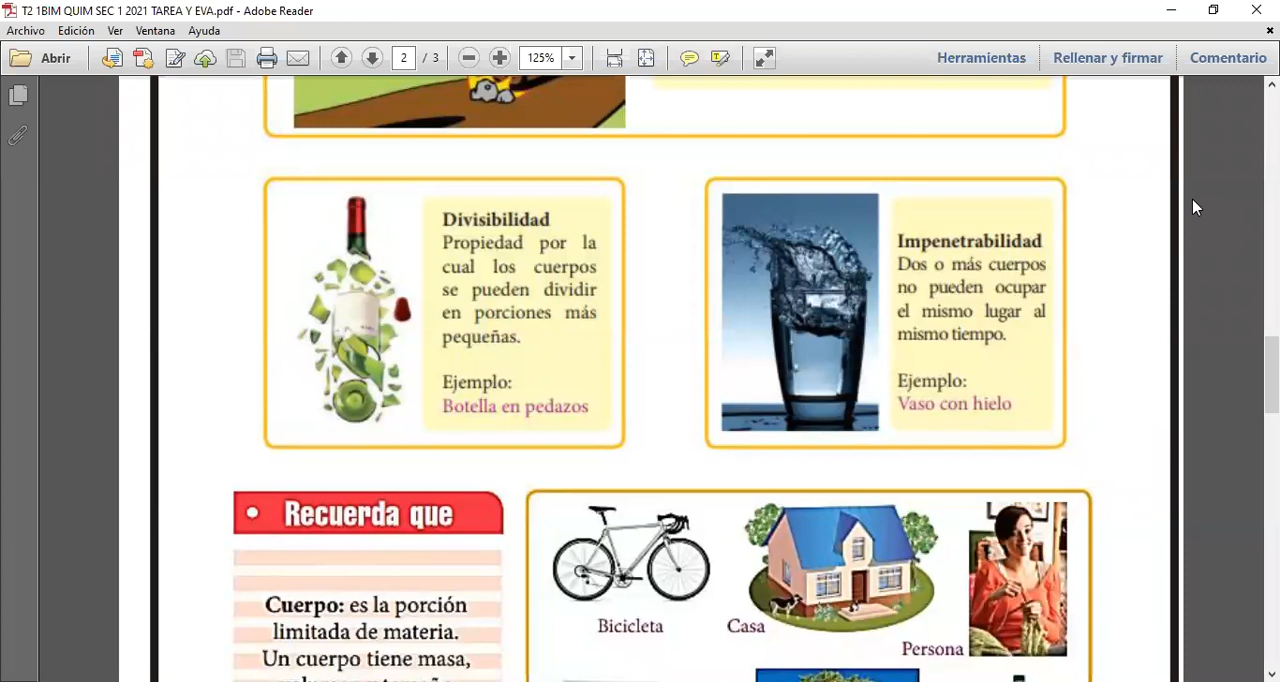 T2 1BIM QUIM SEC 1 2021 TAREA Y EVA.pdf - Adobe Reader
Archivo Edición Ver Ventana Ayuda
Abrir 2 / 3 125% Herramientas Rellenar y firmar Comentario
Divisibilidad
Propiedad por la
cual los cuerpos
se pueden dividir
en porciones más
pequeñas.
Ejemplo:
Botella en pedazos
Impenetrabilidad
Dos o más cuerpos
no pueden ocupar
el mismo lugar al
mismo tiempo.
Ejemplo:
Vaso con hielo
Recuerda que
Cuerpo: es la porción
limitada de materia.
Un cuerpo tiene masa,
Bicicleta
Casa
Persona